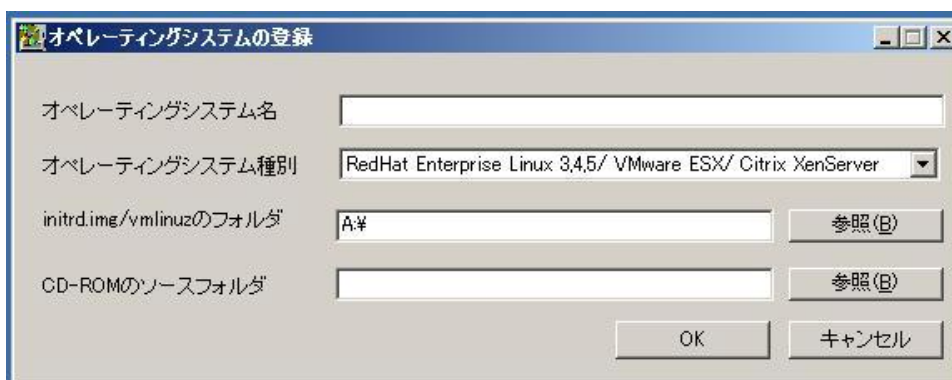 オペレーティングシステムの登録
オペレーティングシステム名
オペレーティングシステム種別 RedHat Enterprise Linux 3,4,5/ VMware ESX/ Citrix XenServer
initrd.img/vmlinuzのフォルダ A:¥ 参照(B)
CD-ROMのソースフォルダ 参照(B)
OK キャンセル